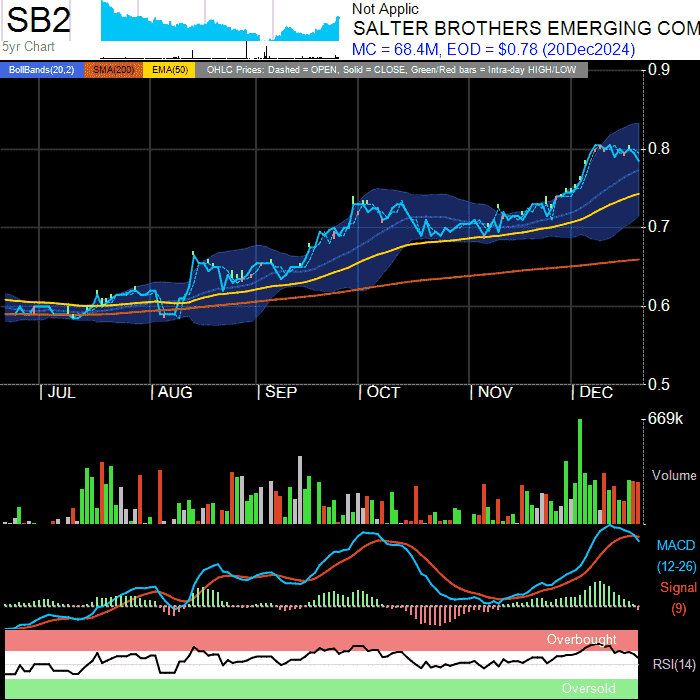 SB2
5yr Chart
Not Applic
SALTER BROTHERS EMERGING COM
MC = 68.4M, EOD = $0.78 (20Dec2024)
BollBands(20,2) SMA(200) EMA(50) OHLC Prices: Dashed = OPEN, Solid = CLOSE, Green/Red bars = Intra-day HIGH/LOW
0.9
0.8
0.7
0.6
0.5
JUL AUG SEP OCT NOV DEC
669k
Volume
MACD
(12-26)
Signal
(9)
Overbought
RSI(14)
Oversold